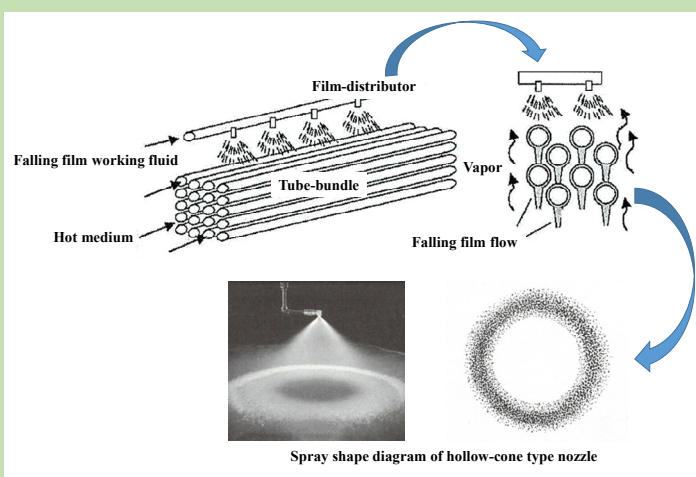 Film-distributor
Falling film working fluid
Tube-bundle
Vapor
Hot medium
Falling film flow
Spray shape diagram of hollow-cone type nozzle